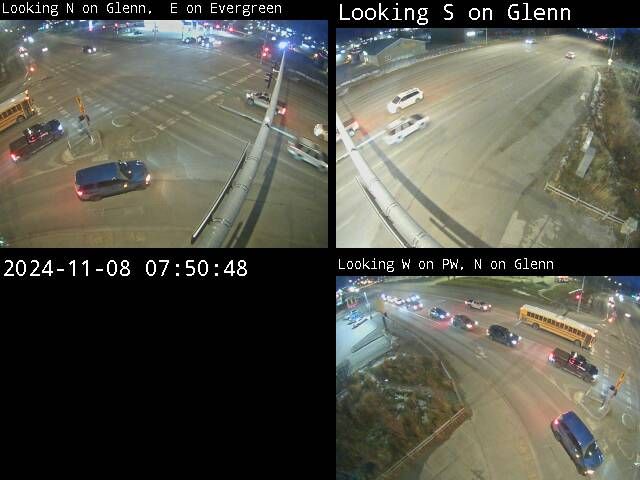 Looking N on Glenn,  E on Evergreen
Looking S on Glenn
2024-11-08 07:50:48
Looking W on PW, N on Glenn